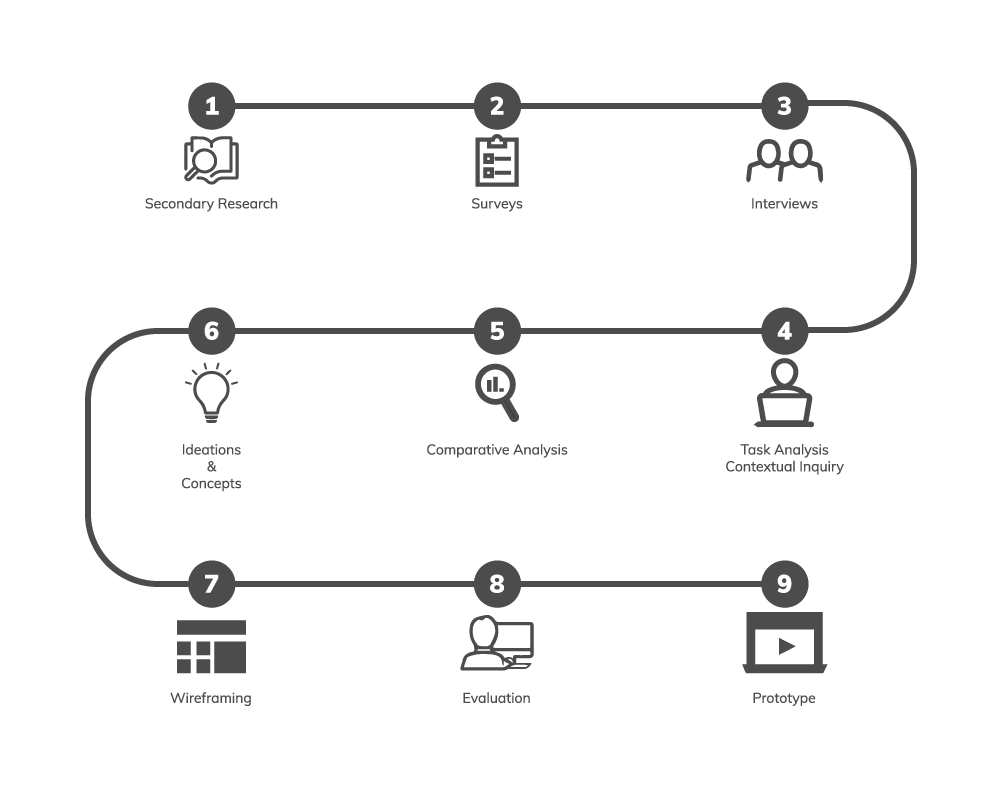 1
2
3
Secondary Research
Surveys
Interviews
4
Task Analysis
Contextual Inquiry
5
Comparative Analysis
6
Ideations
&
Concepts
7
Wireframing
8
Evaluation
9
Prototype